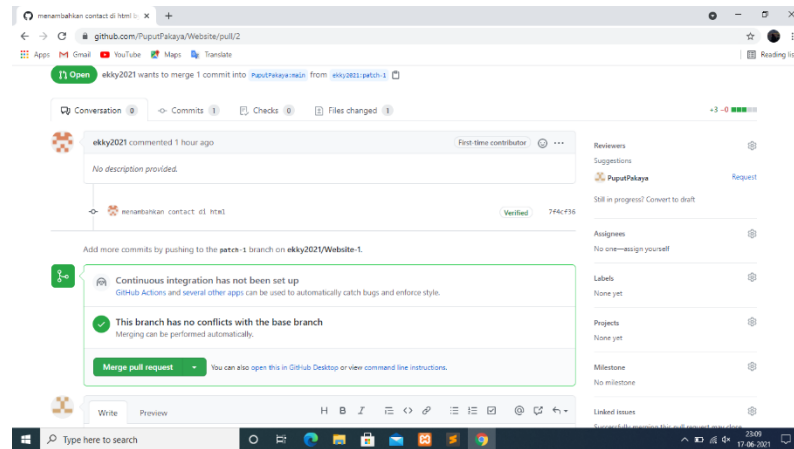 menambahkan contact di html b
github.com/PuputPakaya/Website/pull/2
Apps Gmail YouTube Maps Translate Reading lis
Open ekky2021 wants to merge 1 commit into PuputPakaya:main from ekky2021:patch-1
Conversation 0 Commits 1 Checks 0 Files changed 1 +3 −0
ekky2021 commented 1 hour ago First-time contributor
No description provided.
menambahkan contact di html Verified 7f4cf36
Add more commits by pushing to the patch-1 branch on ekky2021/Website-1.
Continuous integration has not been set up
GitHub Actions and several other apps can be used to automatically catch bugs and enforce style.
This branch has no conflicts with the base branch
Merging can be performed automatically.
Merge pull request You can also open this in GitHub Desktop or view command line instructions.
Write Preview H B I
Reviewers
Suggestions
PuputPakaya Request
Still in progress? Convert to draft
Assignees
No one—assign yourself
Labels
None yet
Projects
None yet
Milestone
No milestone
Linked issues
Successfully merging this pull request may close
Type here to search
23:09
17-06-2021